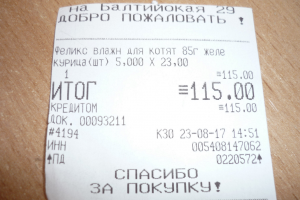 на Балтийская 29
ДОБРО ПОЖАЛОВАТЬ !
Феликс влажн для котят 85г желе
курица(шт) 5,000 X 23,00
1 ≡115.00
ИТОГ ≡115.00
КРЕДИТОМ ≡115.00
ДОК. 00093211
#4194 К30 23-08-17 14:51
ИНН 005408147062
♠ПД 0220572♠
СПАСИБО
ЗА ПОКУПКУ!